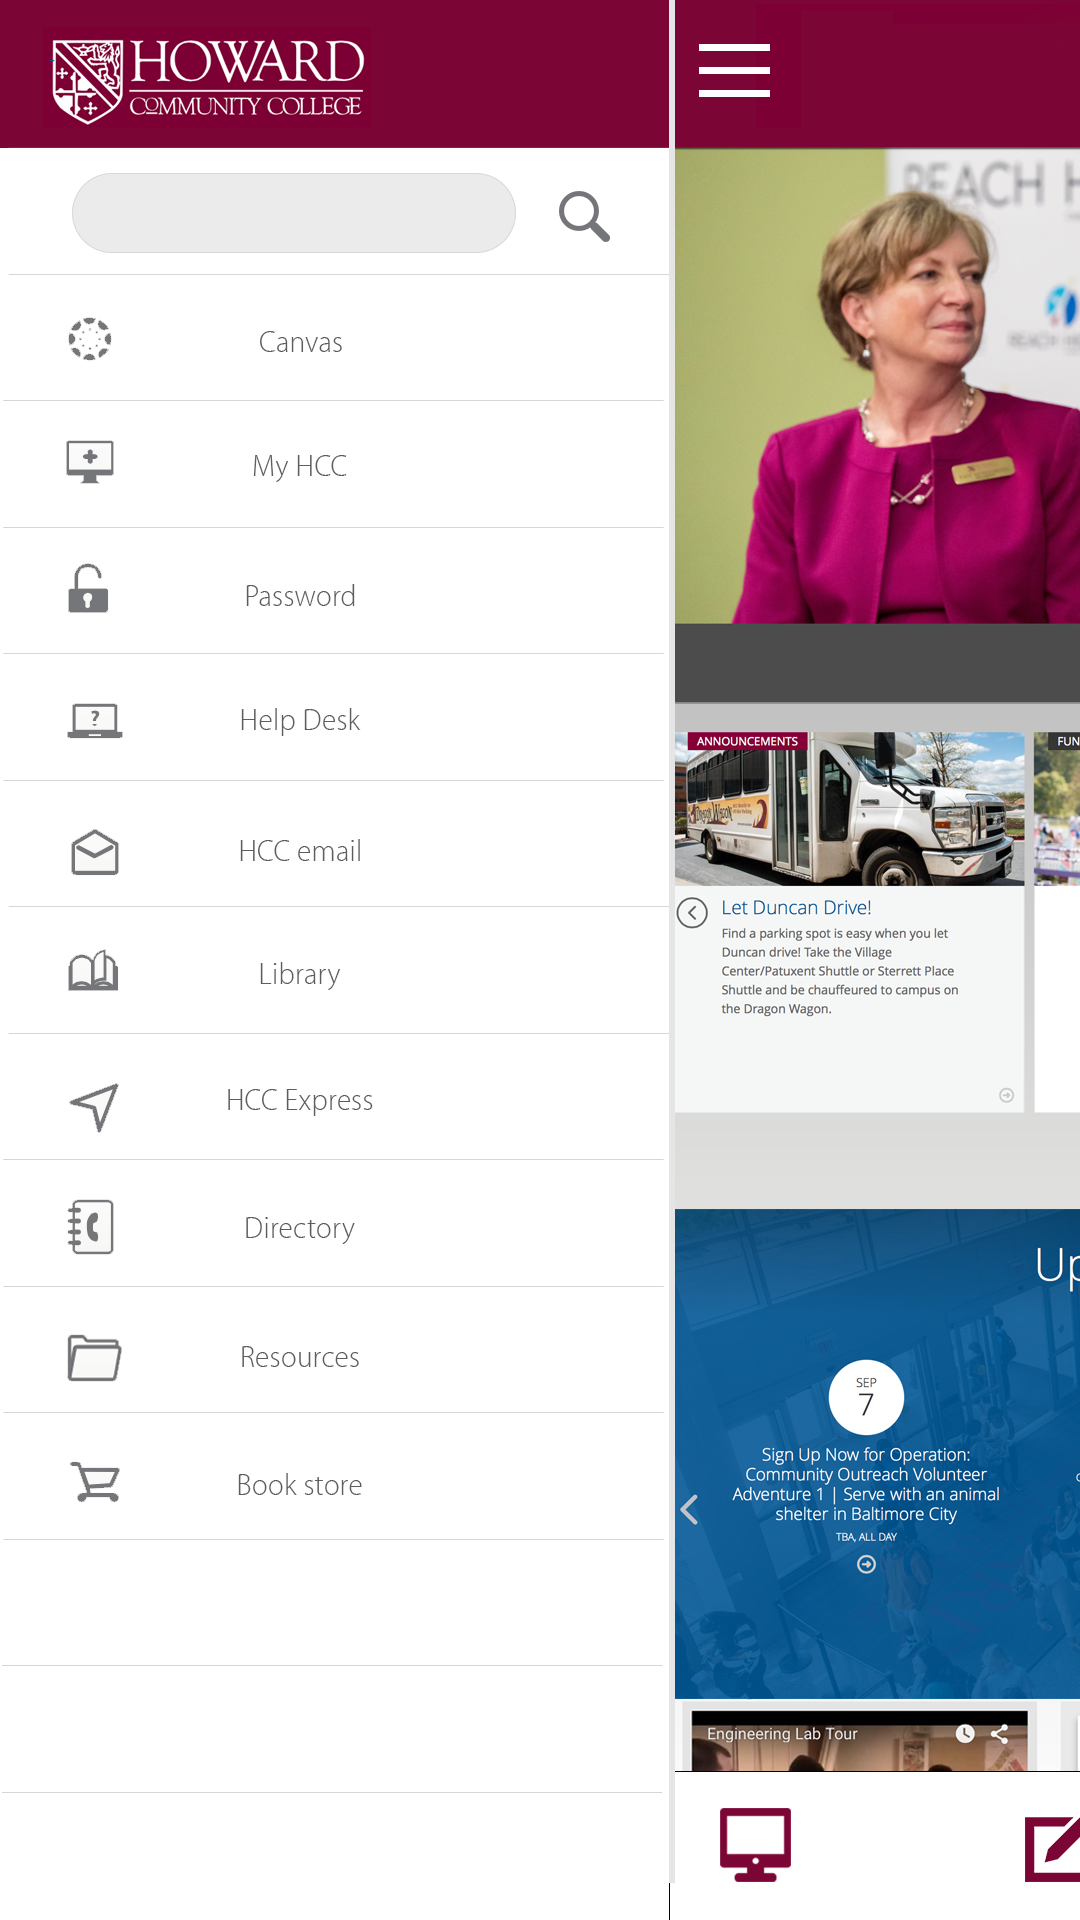 HOWARD
COMMUNITY COLLEGE
Canvas
My HCC
Password
Help Desk
HCC email
Library
HCC Express
Directory
Resources
Book store
REACH H
REACH HE
ANNOUNCEMENTS
FUN
Let Duncan Drive!
Find a parking spot is easy when you let
Duncan drive! Take the Village
Center/Patuxent Shuttle or Sterrett Place
Shuttle and be chauffeured to campus on
the Dragon Wagon.
Up
SEP
7
Sign Up Now for Operation:
Community Outreach Volunteer
Adventure 1 | Serve with an animal
shelter in Baltimore City
TBA, ALL DAY
Engineering Lab Tour